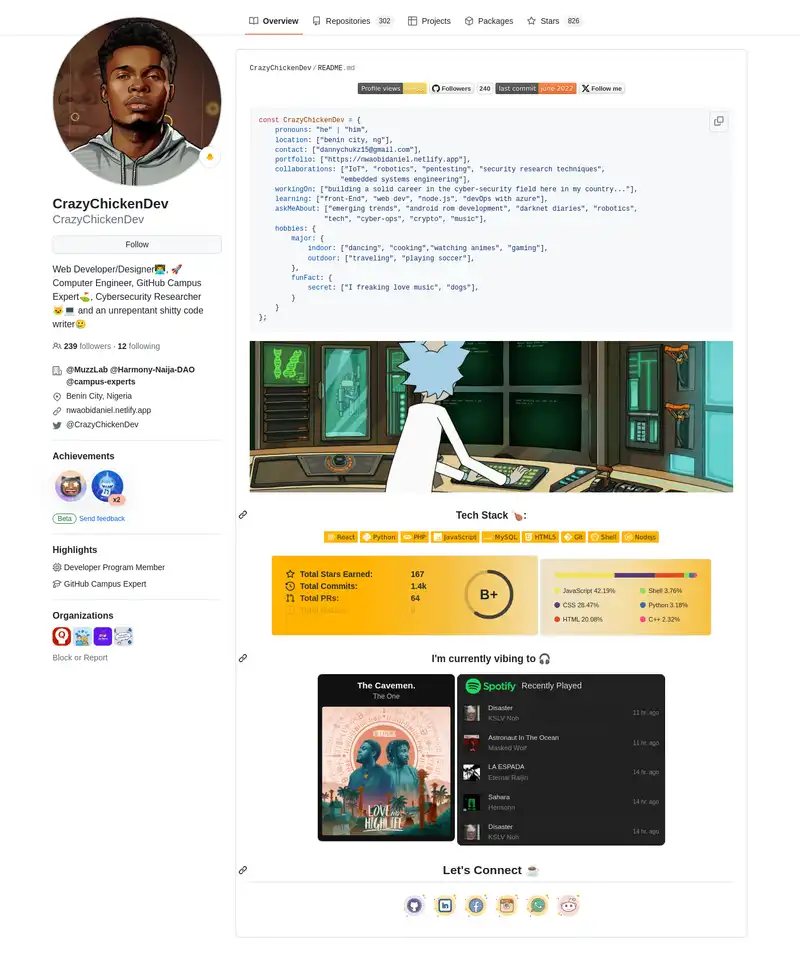 Overview Repositories 302 Projects Packages Stars 826
CrazyChickenDev
CrazyChickenDev
Follow
Web Developer/Designer👨‍💻, 🚀
Computer Engineer, GitHub Campus
Expert⛳, Cybersecurity Researcher
🐱💻 and an unrepentant shitty code
writer🥲
239 followers · 12 following
@MuzzLab @Harmony-Naija-DAO
@campus-experts
Benin City, Nigeria
nwaobidaniel.netlify.app
@CrazyChickenDev
Achievements
x2
Beta Send feedback
Highlights
Developer Program Member
GitHub Campus Expert
Organizations
Block or Report
CrazyChickenDev / README.md
Profile views Followers 240 last commit june 2022 Follow me
const CrazyChickenDev = {
pronouns: "he" | "him",
location: ["benin city, ng"],
contact: ["dannychukz15@gmail.com"],
portfolio: ["https://nwaobidaniel.netlify.app"],
collaborations: ["IoT", "robotics", "pentesting", "security research techniques",
"embedded systems engineering"],
workingOn: ["building a solid career in the cyber-security field here in my country..."],
learning: ["front-End", "web dev", "node.js", "devOps with azure"],
askMeAbout: ["emerging trends", "android rom development", "darknet diaries", "robotics",
"tech", "cyber-ops", "crypto", "music"],
hobbies: {
major: {
indoor: ["dancing", "cooking","watching animes", "gaming"],
outdoor: ["traveling", "playing soccer"],
},
funFact: {
secret: ["I freaking love music", "dogs"],
}
}
};
Tech Stack 🍗:
React Python PHP JavaScript MySQL HTML5 Git Shell Nodejs
Total Stars Earned: 167
Total Commits: 1.4k
Total PRs: 64
B+
JavaScript 42.19% Shell 3.76%
CSS 28.47% Python 3.18%
HTML 20.08% C++ 2.32%
I'm currently vibing to 🎧
The Cavemen.
The One
LOVE AND
HIGHLIFE
Spotify Recently Played
Disaster
KSLV Noh
11 hr. ago
Astronaut In The Ocean
Masked Wolf
11 hr. ago
LA ESPADA
Eternal Raijin
14 hr. ago
Sahara
Hensonn
14 hr. ago
Disaster
KSLV Noh
14 hr. ago
Let's Connect ☕